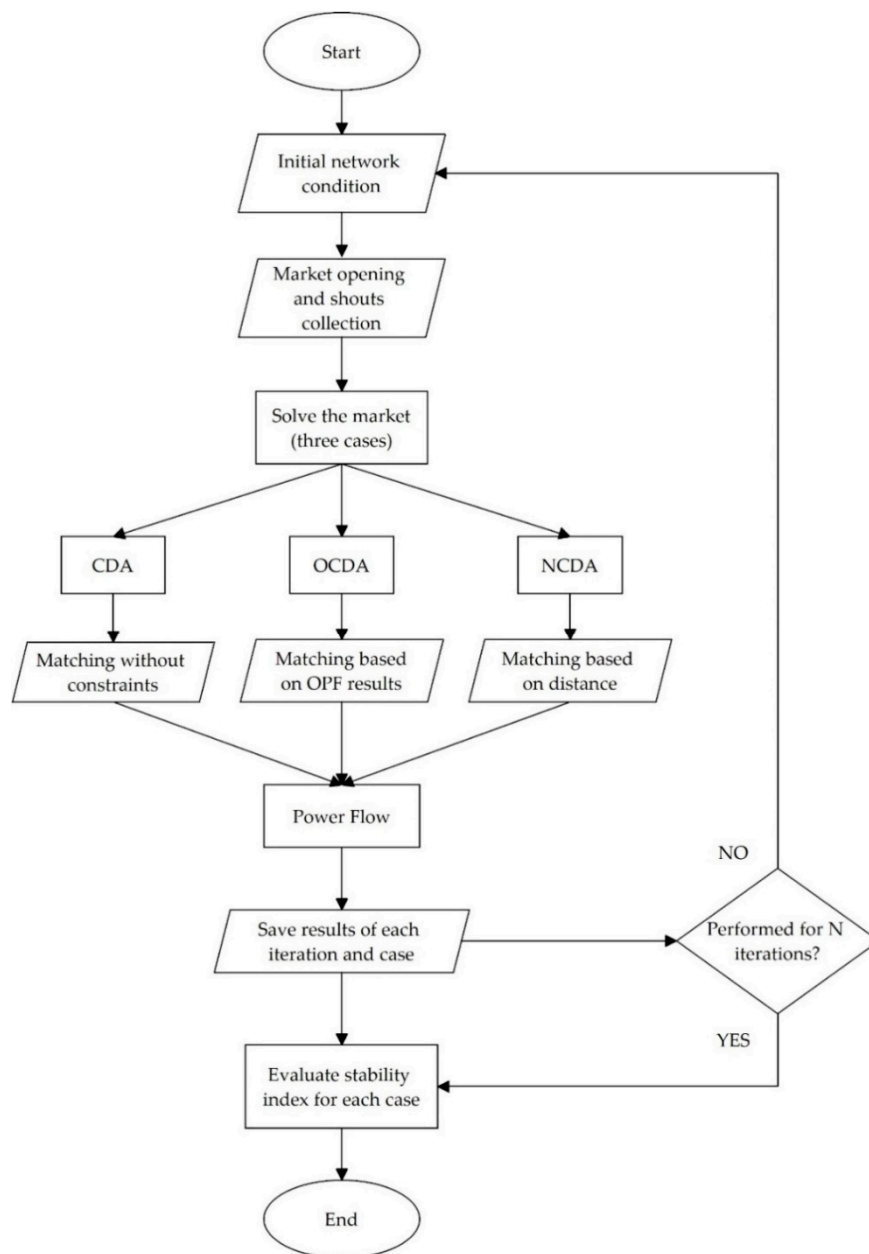 Start
Initial network
condition
Market opening
and shouts
collection
Solve the market
(three cases)
CDA
OCDA
NCDA
Matching without
constraints
Matching based
on OPF results
Matching based
on distance
Power Flow
NO
Save results of each
iteration and case
Performed for N
iterations?
YES
Evaluate stability
index for each case
End